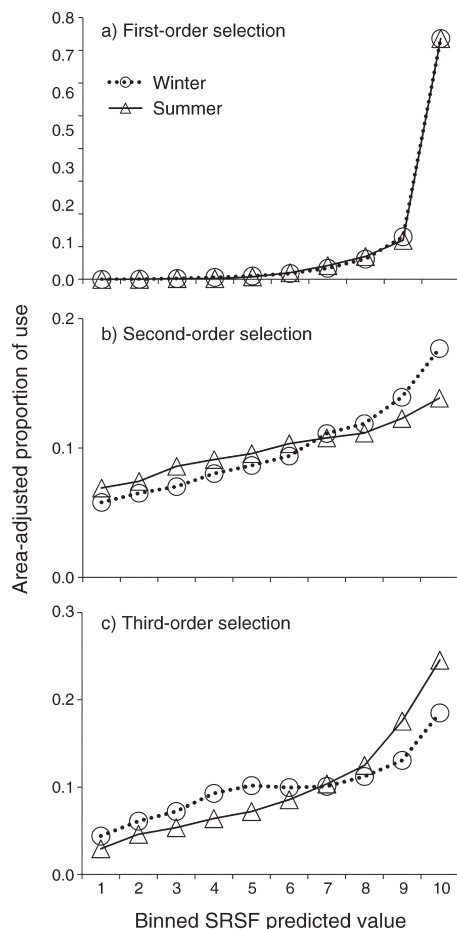 0.8
a) First-order selection
0.7
Winter
0.6
Summer
0.5
0.3
0.2
0.1
0.0
Area-adjusted proportion of use
0.2
b) Second-order selection
0.1
0.0
0.3
c) Third-order selection
0.2
0.1
0.0
1 2 3 4 5 6 7 8 9 10
Binned SRSF predicted value